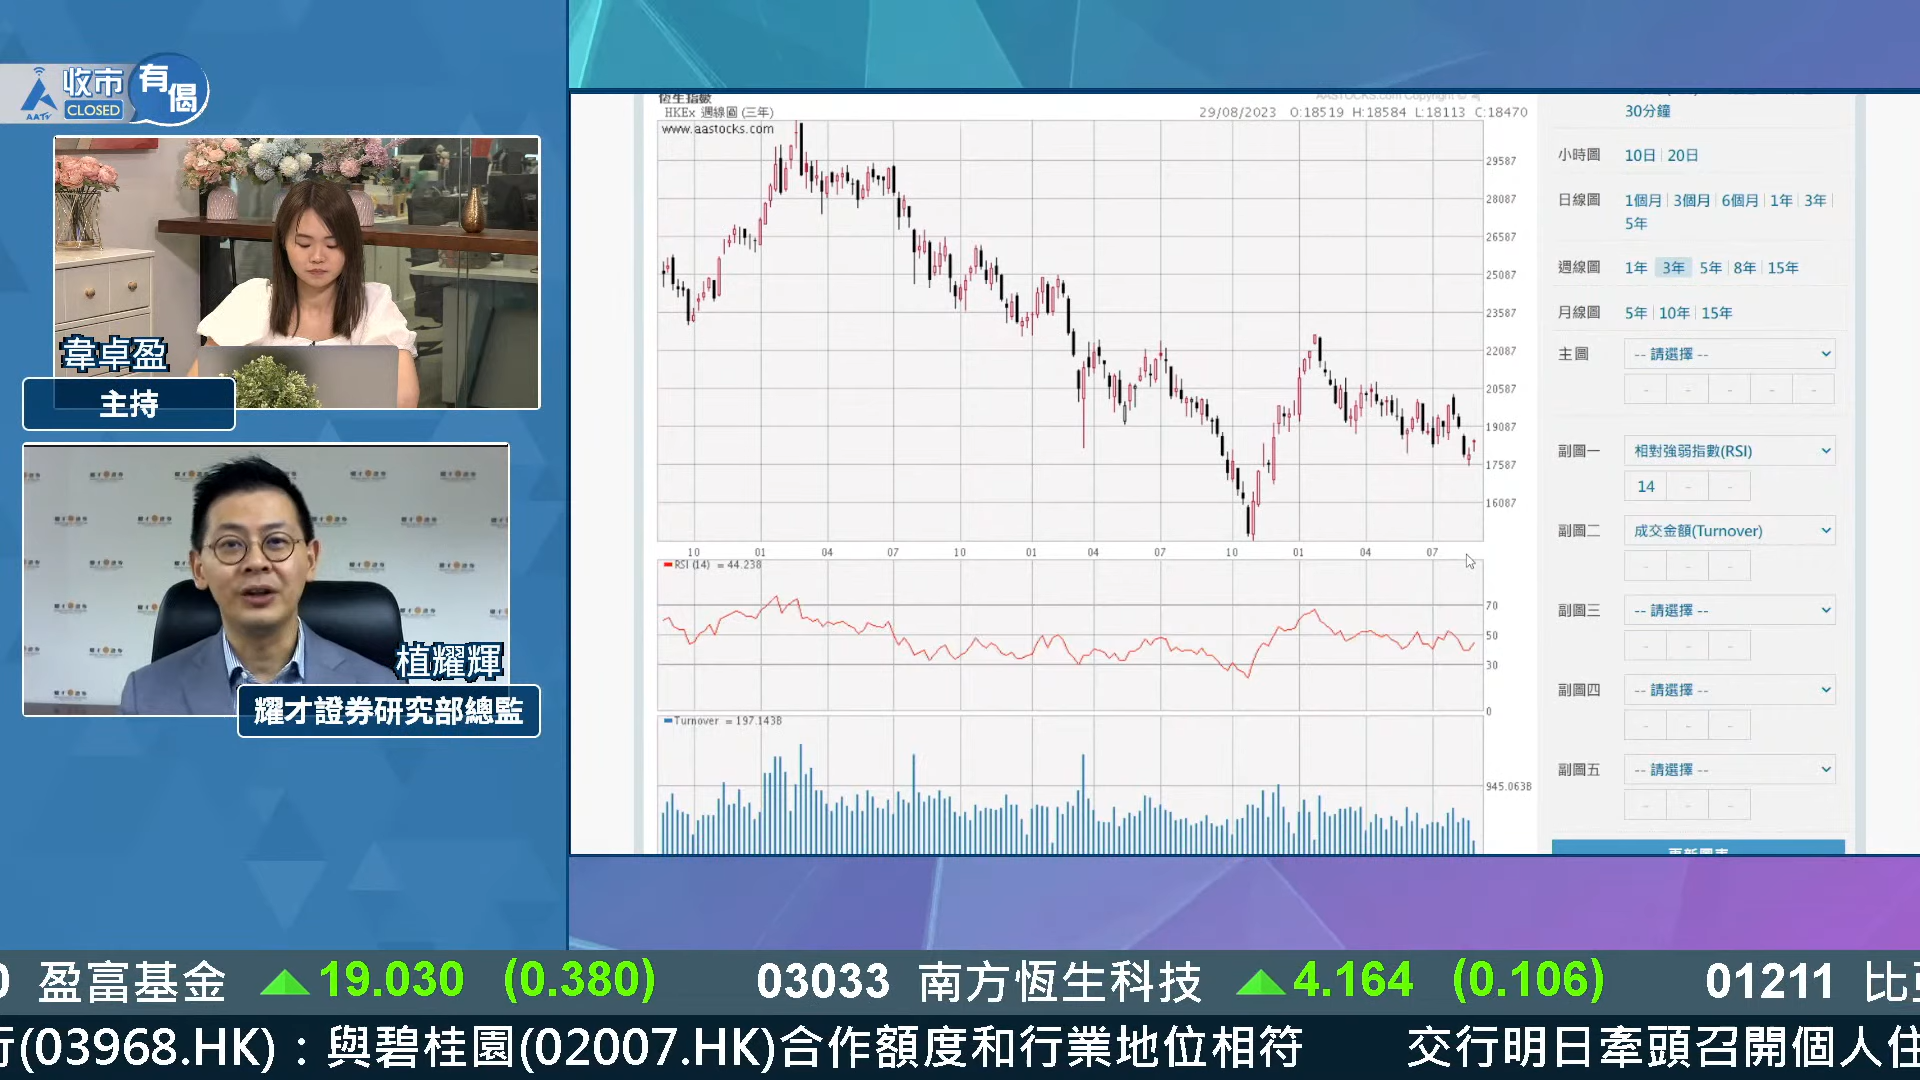 收市 有偈
CLOSED
AATV
韋卓盈
主持
植耀輝
耀才證券研究部總監
恆生指數
HKEx 週線圖 (三年)
29/08/2023 O:18519 H:18584 L:18113 C:18470
www.aastocks.com
29587
28087
26587
25087
23587
22087
20587
19087
17587
16087
10 01 04 07 10 01 04 07 10 01 04 07
RSI (14) = 44.238
70
50
30
0
Turnover = 197.143B
945.063B
30分鐘
小時圖 10日 20日
日線圖 1個月 3個月 6個月 1年 3年
5年
週線圖 1年 3年 5年 8年 15年
月線圖 5年 10年 15年
主圖 -- 請選擇 --
- - - - -
副圖一 相對強弱指數(RSI)
14 - -
副圖二 成交金額(Turnover)
- - -
副圖三 -- 請選擇 --
- - -
副圖四 -- 請選擇 --
- - -
副圖五 -- 請選擇 --
- - -
盈富基金 19.030 (0.380) 03033 南方恆生科技 4.164 (0.106) 01211 比亞
行(03968.HK)：與碧桂園(02007.HK)合作額度和行業地位相符 交行明日牽頭召開個人住